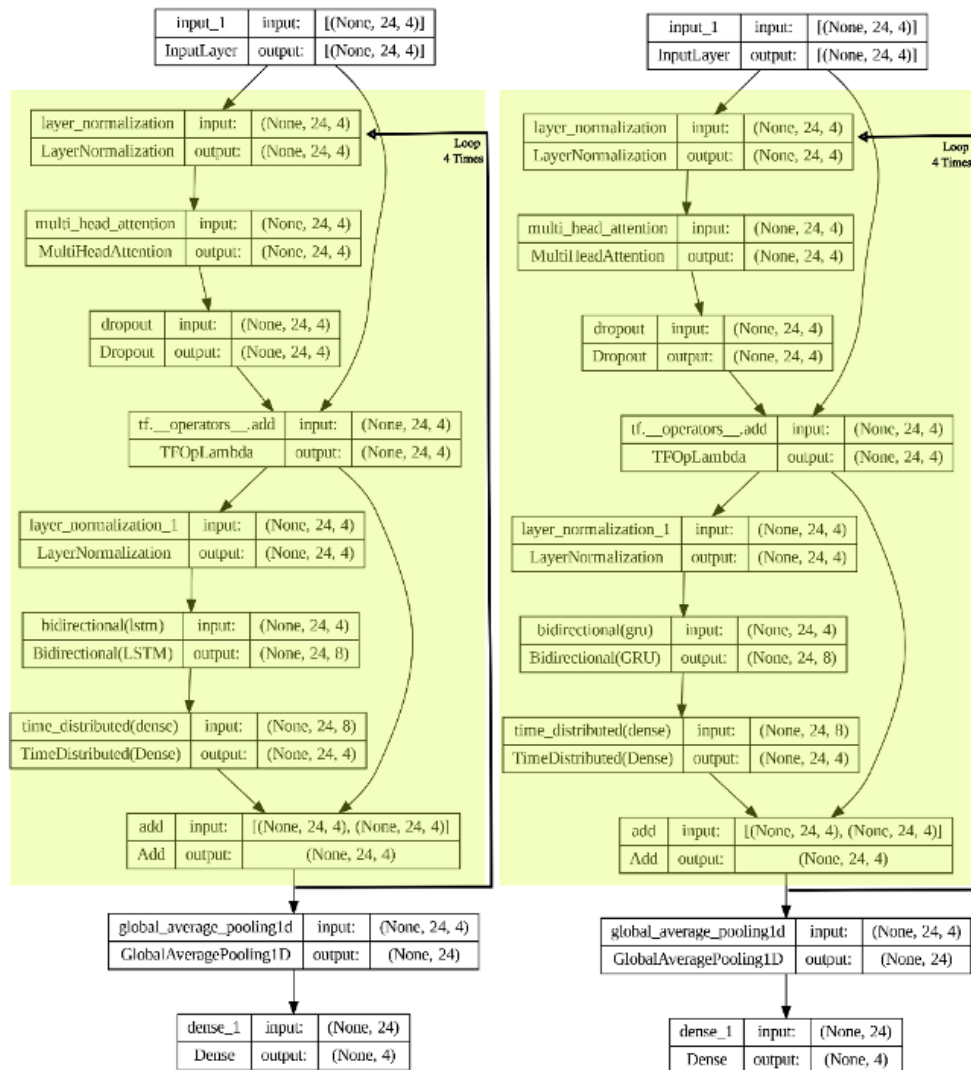 input_1 input: [(None, 24, 4)]
InputLayer output: [(None, 24, 4)]
layer_normalization input: (None, 24, 4)
LayerNormalization output: (None, 24, 4)
Loop
4 Times
multi_head_attention input: (None, 24, 4)
MultiHeadAttention output: (None, 24, 4)
dropout input: (None, 24, 4)
Dropout output: (None, 24, 4)
tf.__operators__.add input: (None, 24, 4)
TFOpLambda output: (None, 24, 4)
layer_normalization_1 input: (None, 24, 4)
LayerNormalization output: (None, 24, 4)
bidirectional(lstm) input: (None, 24, 4)
Bidirectional(LSTM) output: (None, 24, 8)
time_distributed(dense) input: (None, 24, 8)
TimeDistributed(Dense) output: (None, 24, 4)
add input: [(None, 24, 4), (None, 24, 4)]
Add output: (None, 24, 4)
global_average_pooling1d input: (None, 24, 4)
GlobalAveragePooling1D output: (None, 24)
dense_1 input: (None, 24)
Dense output: (None, 4)
input_1 input: [(None, 24, 4)]
InputLayer output: [(None, 24, 4)]
layer_normalization input: (None, 24, 4)
LayerNormalization output: (None, 24, 4)
Loop
4 Times
multi_head_attention input: (None, 24, 4)
MultiHeadAttention output: (None, 24, 4)
dropout input: (None, 24, 4)
Dropout output: (None, 24, 4)
tf.__operators__.add input: (None, 24, 4)
TFOpLambda output: (None, 24, 4)
layer_normalization_1 input: (None, 24, 4)
LayerNormalization output: (None, 24, 4)
bidirectional(gru) input: (None, 24, 4)
Bidirectional(GRU) output: (None, 24, 8)
time_distributed(dense) input: (None, 24, 8)
TimeDistributed(Dense) output: (None, 24, 4)
add input: [(None, 24, 4), (None, 24, 4)]
Add output: (None, 24, 4)
global_average_pooling1d input: (None, 24, 4)
GlobalAveragePooling1D output: (None, 24)
dense_1 input: (None, 24)
Dense output: (None, 4)